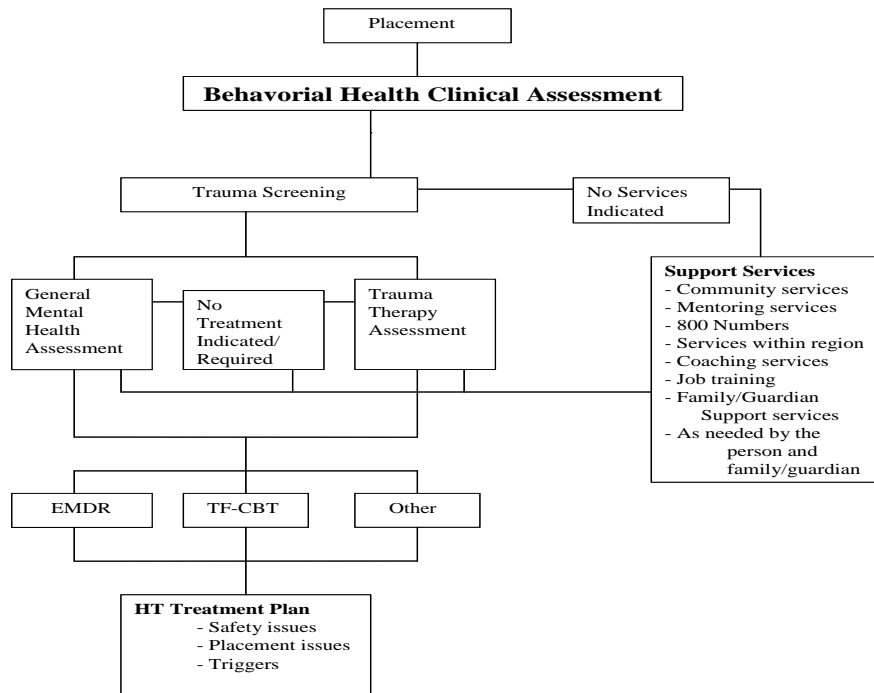 Placement
Behavorial Health Clinical Assessment
Trauma Screening
No Services
Indicated
General
Mental
Health
Assessment
No
Treatment
Indicated/
Required
Trauma
Therapy
Assessment
Support Services
- Community services
- Mentoring services
- 800 Numbers
- Services within region
- Coaching services
- Job training
- Family/Guardian
Support services
- As needed by the
person and
family/guardian
EMDR
TF-CBT
Other
HT Treatment Plan
- Safety issues
- Placement issues
- Triggers